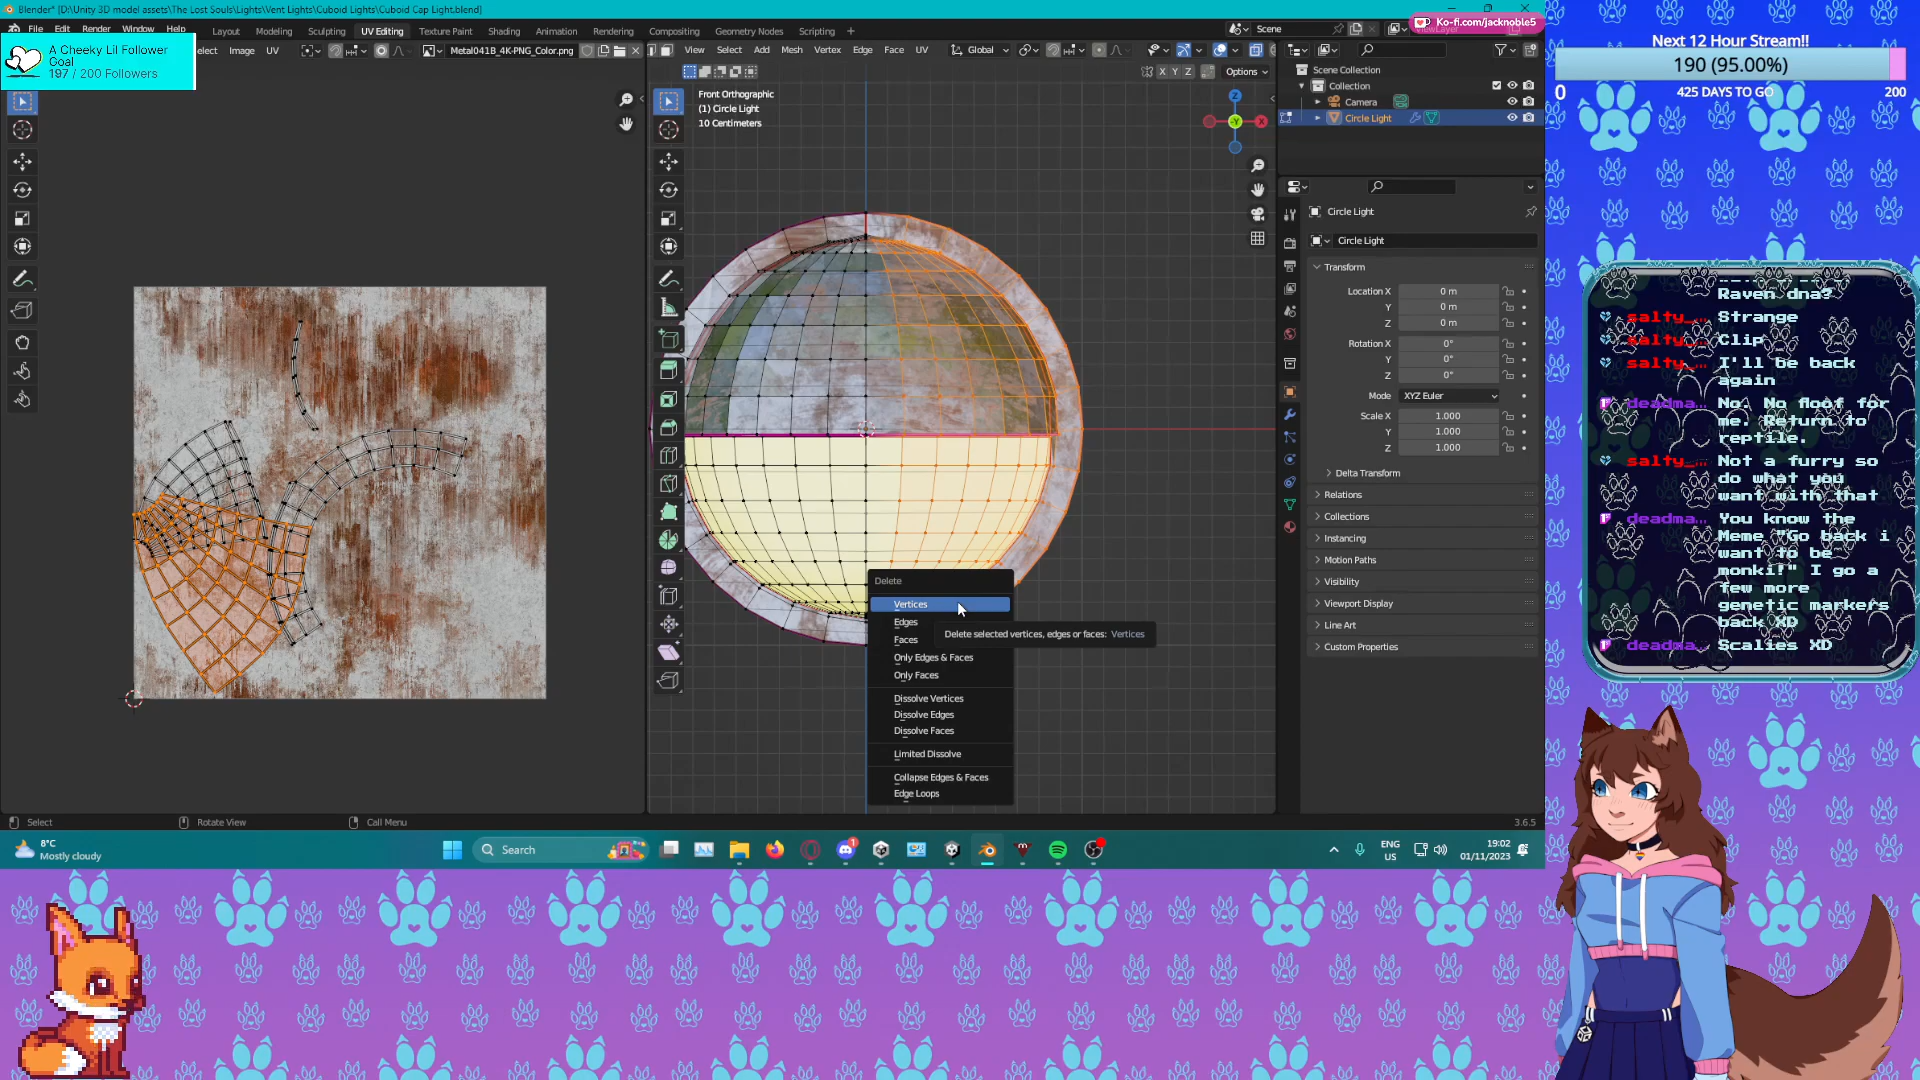 Blender* [D:\Unity 3D model assets\The Lost Souls\Lights\Vent Lights\Cuboid Lights\Cuboid Cap Light.blend]
File Edit Render Window Help Layout Modeling Sculpting UV Editing Texture Paint Shading Animation Rendering Compositing Geometry Nodes Scripting +
Scene
Ko-fi.com/jacknoble5
A Cheeky Lil Follower
Goal
197 / 200 Followers
Image UV
Metal041B_4K-PNG_Color.png
View Select Add Mesh Vertex Edge Face UV
Global
X Y Z
Options
Front Orthographic
(1) Circle Light
10 Centimeters
Scene Collection
Collection
Camera
Circle Light
Circle Light
Circle Light
Transform
Location X 0 m
Y 0 m
Z 0 m
Rotation X 0°
Y 0°
Z 0°
Mode XYZ Euler
Scale X 1.000
Y 1.000
Z 1.000
Delta Transform
Relations
Collections
Instancing
Motion Paths
Visibility
Viewport Display
Line Art
Custom Properties
Delete
Vertices
Edges
Faces
Delete selected vertices, edges or faces: Vertices
Only Edges & Faces
Only Faces
Dissolve Vertices
Dissolve Edges
Dissolve Faces
Limited Dissolve
Collapse Edges & Faces
Edge Loops
Select
Rotate View
Call Menu
3.6.5
8°C
Mostly cloudy
Search
ENG
US
19:02
01/11/2023
Next 12 Hour Stream!!
190 (95.00%)
0 425 DAYS TO GO 200
Raven dna?
salty_... Strange
salty_... Clip
salty_... I'll be back
again
deadma... No. No floof for
me. Return to
reptile.
salty_... Not a furry so
do what you
want with that
deadma... You know the
Meme "Go back i
want to be
monki!" I go a
few more
genetic markers
back XD
deadma... Scalies XD